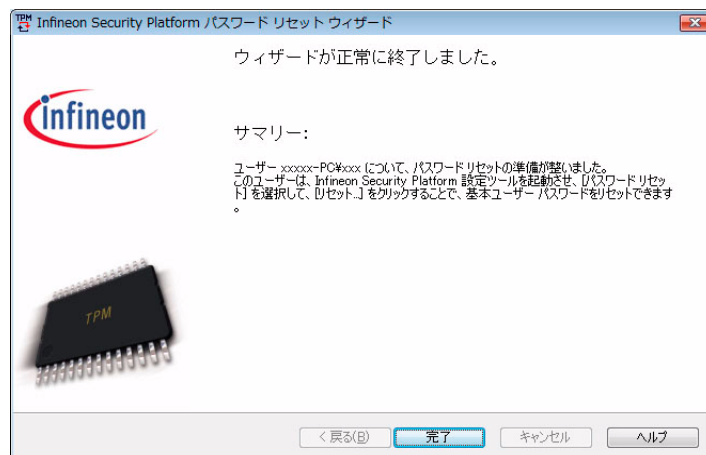 Infineon Security Platform パスワード リセット ウィザード
ウィザードが正常に終了しました。
infineon
サマリー:
ユーザー xxxxx-PC¥xxx について、パスワード リセットの準備が整いました。
このユーザーは、Infineon Security Platform 設定ツールを起動させ、[パスワード リセッ
ト] を選択して、[リセット...] をクリックすることで、基本ユーザー パスワードをリセットできます
。
TPM
< 戻る(B)
完了
キャンセル
ヘルプ